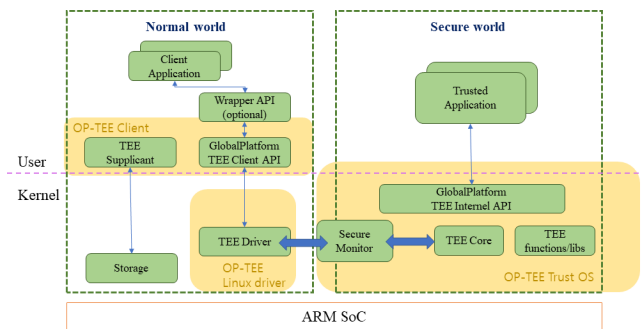 Normal world
Secure world
Client
Application
Wrapper API
(optional)
Trusted
Application
OP-TEE Client
TEE
Supplicant
GlobalPlatform
TEE Client API
User
Kernel
GlobalPlatform
TEE Internel API
TEE Driver
Secure
Monitor
TEE Core
TEE
functions/libs
Storage
OP-TEE
Linux driver
OP-TEE Trust OS
ARM SoC